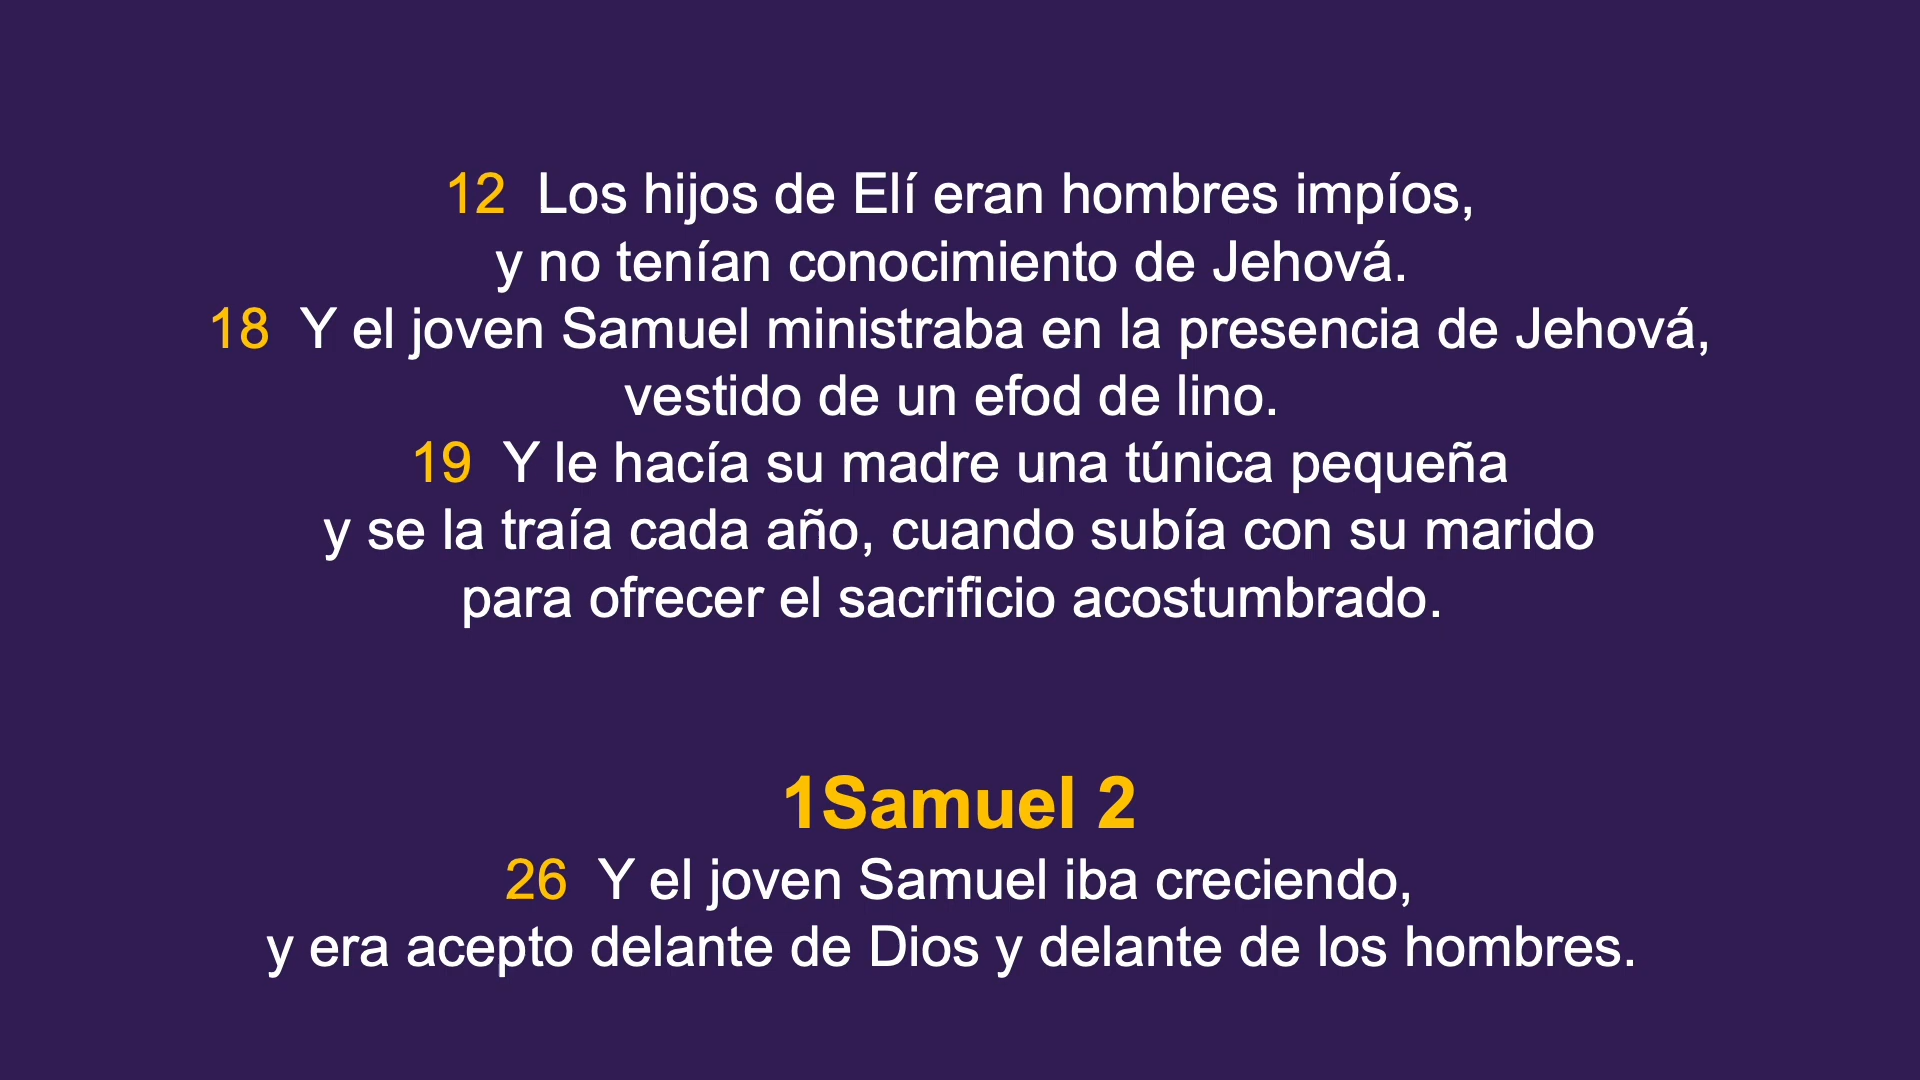 12 Los hijos de Elí eran hombres impíos,
y no tenían conocimiento de Jehová.
18 Y el joven Samuel ministraba en la presencia de Jehová,
vestido de un efod de lino.
19 Y le hacía su madre una túnica pequeña
y se la traía cada año, cuando subía con su marido
para ofrecer el sacrificio acostumbrado.
1Samuel 2
26 Y el joven Samuel iba creciendo,
y era acepto delante de Dios y delante de los hombres.